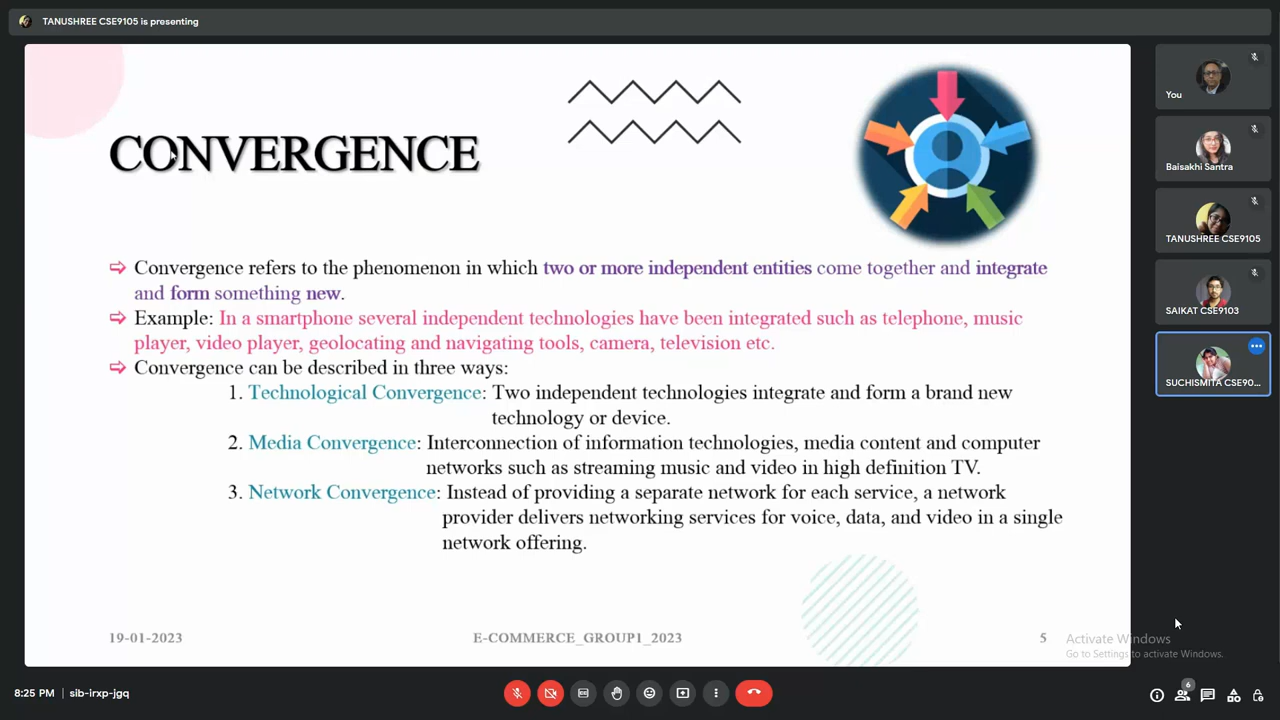 TANUSHREE CSE9105 is presenting
CONVERGENCE
⇨ Convergence refers to the phenomenon in which two or more independent entities come together and integrate
and form something new.
⇨ Example: In a smartphone several independent technologies have been integrated such as telephone, music
player, video player, geolocating and navigating tools, camera, television etc.
⇨ Convergence can be described in three ways:
1. Technological Convergence: Two independent technologies integrate and form a brand new
technology or device.
2. Media Convergence: Interconnection of information technologies, media content and computer
networks such as streaming music and video in high definition TV.
3. Network Convergence: Instead of providing a separate network for each service, a network
provider delivers networking services for voice, data, and video in a single
network offering.
19-01-2023
E-COMMERCE_GROUP1_2023
5
You
Baisakhi Santra
TANUSHREE CSE9105
SAIKAT CSE9103
SUCHISMITA CSE90...
Activate Windows
Go to Settings to activate Windows.
8:25 PM | sib-irxp-jgq
6